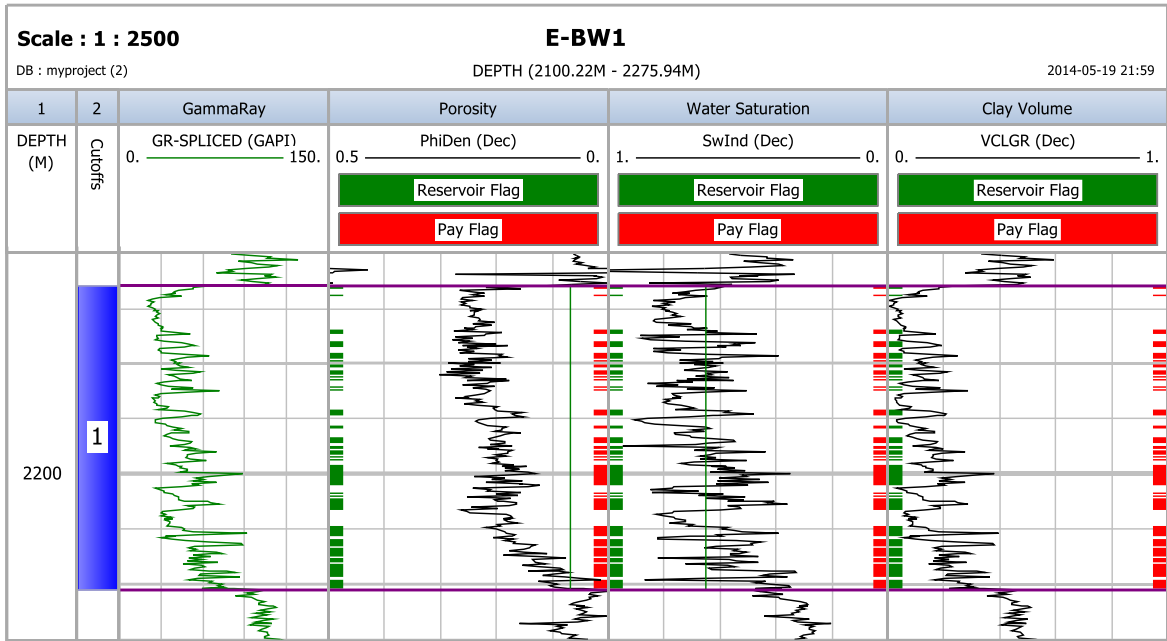 Scale : 1 : 2500
E-BW1
DB : myproject (2)
DEPTH (2100.22M - 2275.94M)
2014-05-19 21:59
1 2 GammaRay Porosity Water Saturation Clay Volume
DEPTH
(M)
Cutoffs
GR-SPLICED (GAPI)
0. 150.
PhiDen (Dec)
0.5 0.
Reservoir Flag
Pay Flag
SwInd (Dec)
1. 0.
Reservoir Flag
Pay Flag
VCLGR (Dec)
0. 1.
Reservoir Flag
Pay Flag
1
2200